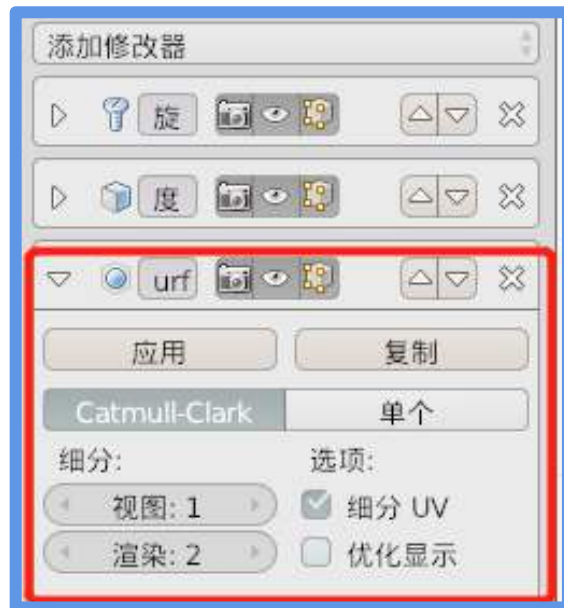 添加修改器
旋
度
urf
应用 复制
Catmull-Clark 单个
细分: 选项:
视图: 1 细分 UV
渲染: 2 优化显示